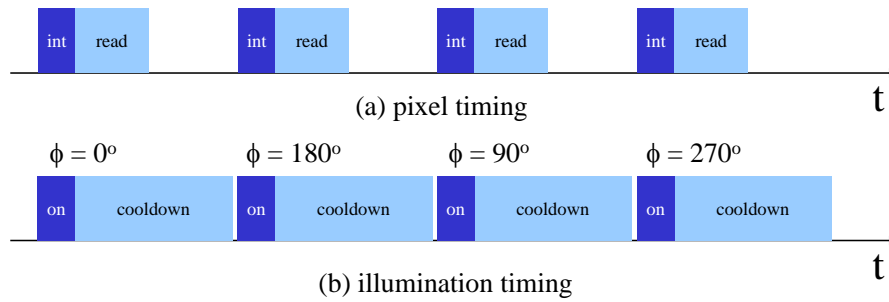 int read int read int read int read
t
(a) pixel timing
ϕ = 0° ϕ = 180° ϕ = 90° ϕ = 270°
on cooldown on cooldown on cooldown on cooldown
t
(b) illumination timing